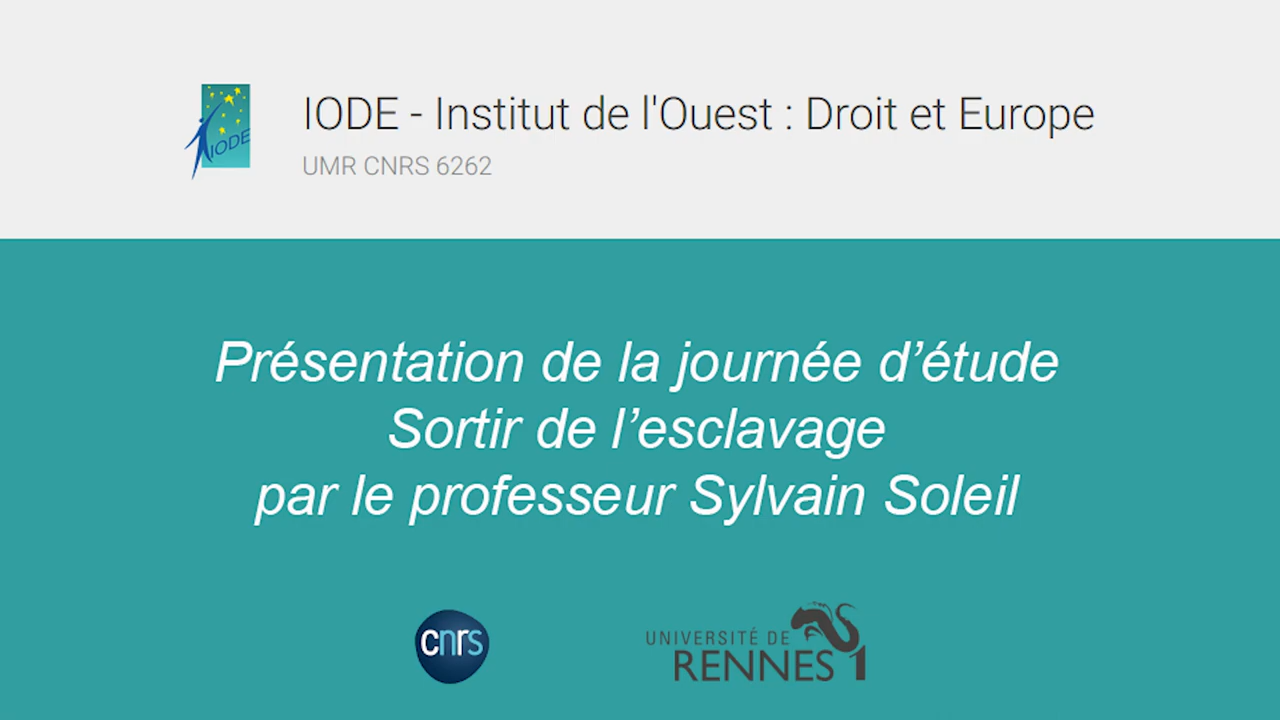 IODE
IODE - Institut de l'Ouest : Droit et Europe
UMR CNRS 6262
Présentation de la journée d’étude
Sortir de l’esclavage
par le professeur Sylvain Soleil
cnrs
UNIVERSITÉ DE
RENNES 1